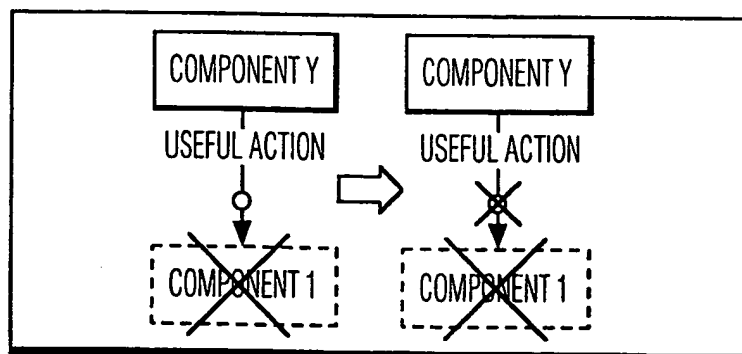 COMPONENT Y COMPONENT Y
USEFUL ACTION USEFUL ACTION
COMPONENT 1 COMPONENT 1